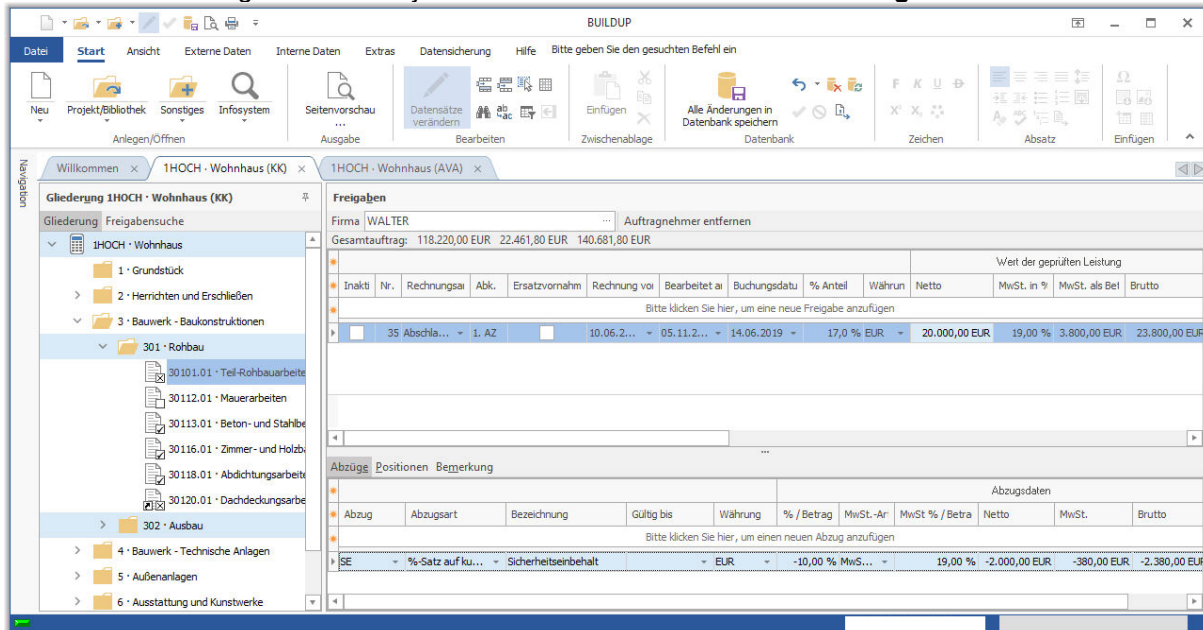 BUILDUP
Datei Start Ansicht Externe Daten Interne Daten Extras Datensicherung Hilfe Bitte geben Sie den gesuchten Befehl ein
Neu Projekt/Bibliothek Sonstiges Infosystem Seitenvorschau ... Datensätze verändern Einfügen Alle Änderungen in Datenbank speichern F K U D
Anlegen/Öffnen Ausgabe Bearbeiten Zwischenablage Datenbank Zeichen Absatz Einfügen
Navigation
Willkommen × 1HOCH · Wohnhaus (KK) × 1HOCH · Wohnhaus (AVA) ×
Gliederung 1HOCH · Wohnhaus (KK)
Gliederung Freigabensuche
1HOCH · Wohnhaus
1 · Grundstück
2 · Herrichten und Erschließen
3 · Bauwerk - Baukonstruktionen
301 · Rohbau
30101.01 · Teil-Rohbauarbeite
30112.01 · Mauerarbeiten
30113.01 · Beton- und Stahlbe
30116.01 · Zimmer- und Holzb
30118.01 · Abdichtungsarbeite
30120.01 · Dachdeckungsarbe
302 · Ausbau
4 · Bauwerk - Technische Anlagen
5 · Außenanlagen
6 · Ausstattung und Kunstwerke
Freigaben
Firma WALTER ... Auftragnehmer entfernen
Gesamtauftrag: 118.220,00 EUR 22.461,80 EUR 140.681,80 EUR
Wert der geprüften Leistung
Inakti Nr. Rechnungsar Abk. Ersatzvornahm Rechnung vo Bearbeitet a Buchungsdatu % Anteil Währun Netto MwSt. in % MwSt. als Bet Brutto
Bitte klicken Sie hier, um eine neue Freigabe anzufügen
35 Abschla... 1. AZ 10.06.2... 05.11.2... 14.06.2019 17,0 % EUR 20.000,00 EUR 19,00 % 3.800,00 EUR 23.800,00 EUR
Abzüge Positionen Bemerkung
Abzugsdaten
Abzug Abzugsart Bezeichnung Gültig bis Währung % / Betrag MwSt.-Ar MwSt % / Betra Netto MwSt. Brutto
Bitte klicken Sie hier, um einen neuen Abzug anzufügen
SE %-Satz auf ku... Sicherheitseinbehalt EUR -10,00 % MwS... 19,00 % -2.000,00 EUR -380,00 EUR -2.380,00 EUR